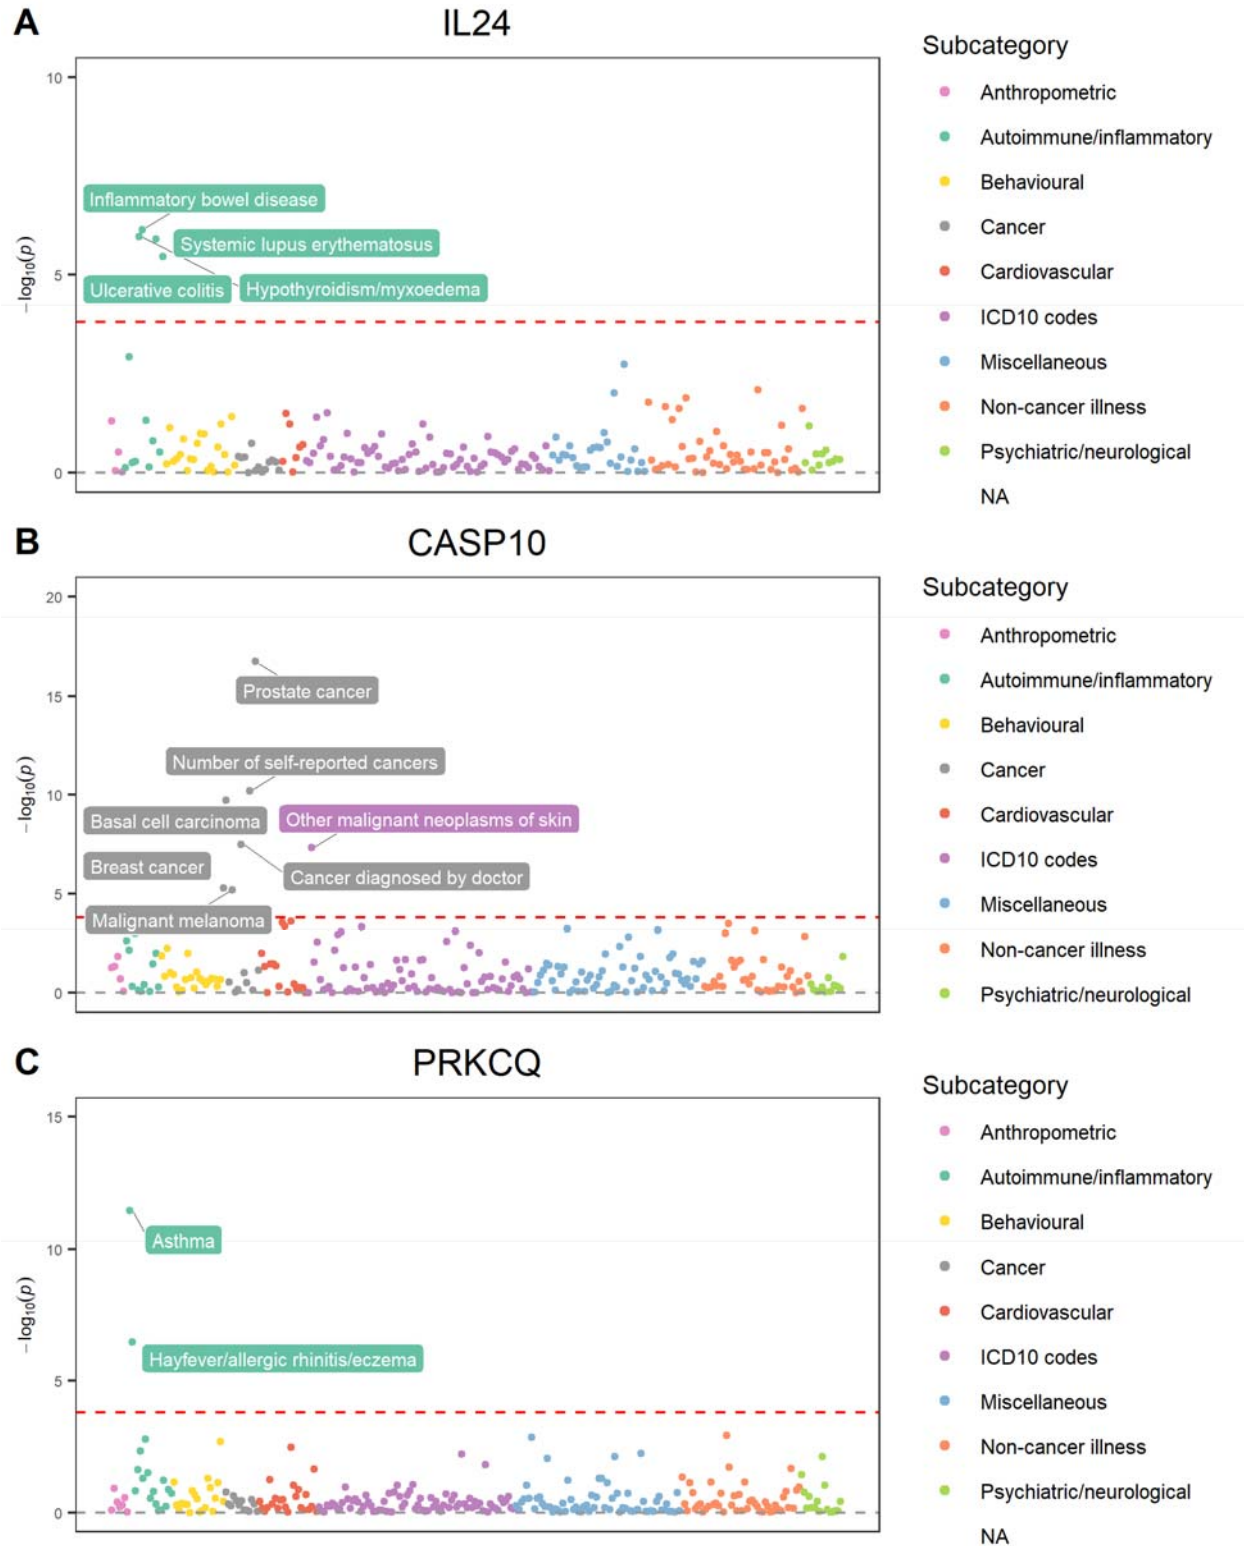 A
IL24
Subcategory
Anthropometric
Autoimmune/inflammatory
Behavioural
Cancer
Cardiovascular
ICD10 codes
Miscellaneous
Non-cancer illness
Psychiatric/neurological
NA
−log10(p)
10
5
0
Inflammatory bowel disease
Systemic lupus erythematosus
Ulcerative colitis
Hypothyroidism/myxoedema
B
CASP10
Subcategory
Anthropometric
Autoimmune/inflammatory
Behavioural
Cancer
Cardiovascular
ICD10 codes
Miscellaneous
Non-cancer illness
Psychiatric/neurological
−log10(p)
20
15
10
5
0
Prostate cancer
Number of self-reported cancers
Basal cell carcinoma
Other malignant neoplasms of skin
Breast cancer
Cancer diagnosed by doctor
Malignant melanoma
C
PRKCQ
Subcategory
Anthropometric
Autoimmune/inflammatory
Behavioural
Cancer
Cardiovascular
ICD10 codes
Miscellaneous
Non-cancer illness
Psychiatric/neurological
NA
−log10(p)
15
10
5
0
Asthma
Hayfever/allergic rhinitis/eczema